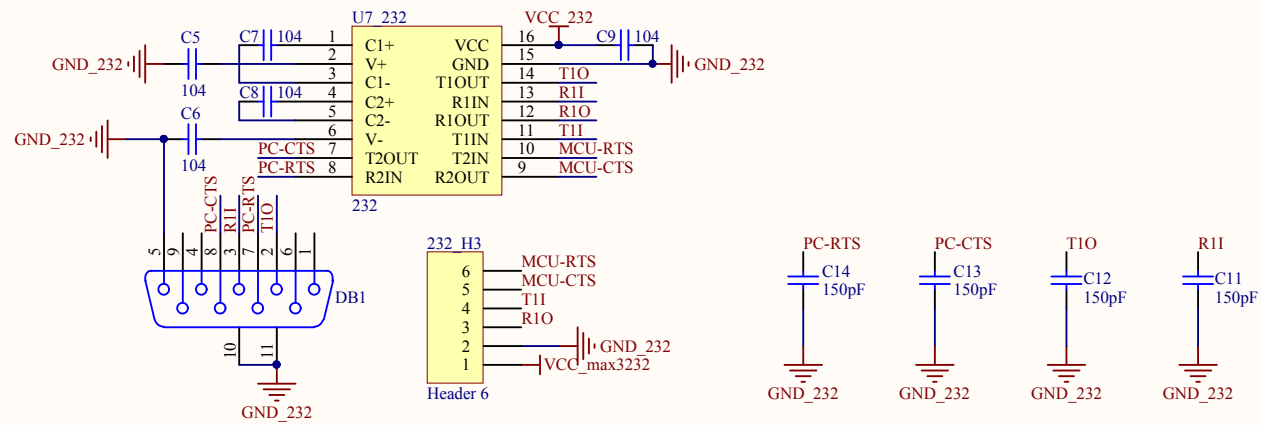 U7_232
VCC_232
C5
C7
104
1
C1+
VCC
16
C9
104
GND_232
2
V+
GND
15
GND_232
3
C1-
T1OUT
14
T1O
104
C8
104
4
C2+
R1IN
13
R1I
5
C2-
R1OUT
12
R1O
C6
GND_232
6
V-
T1IN
11
T1I
104
PC-CTS
7
T2OUT
T2IN
10
MCU-RTS
PC-RTS
8
R2IN
R2OUT
9
MCU-CTS
232
PC-CTS
R1I
PC-RTS
T1O
5
9
4
8
3
7
2
6
1
DB1
10
11
GND_232
232_H3
6
MCU-RTS
5
MCU-CTS
4
T1I
3
R1O
2
GND_232
1
VCC_max3232
Header 6
PC-RTS
C14
150pF
GND_232
PC-CTS
C13
150pF
GND_232
T1O
C12
150pF
GND_232
R1I
C11
150pF
GND_232